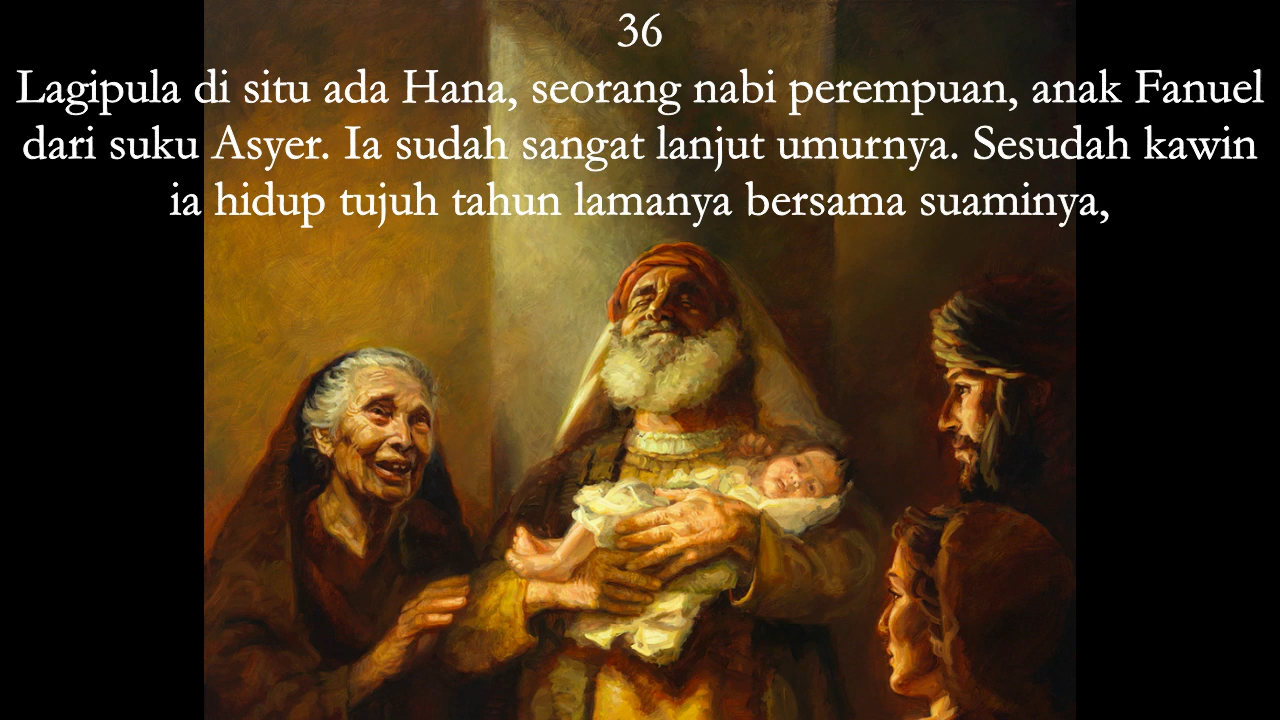 36
Lagipula di situ ada Hana, seorang nabi perempuan, anak Fanuel
dari suku Asyer. Ia sudah sangat lanjut umurnya. Sesudah kawin
ia hidup tujuh tahun lamanya bersama suaminya,